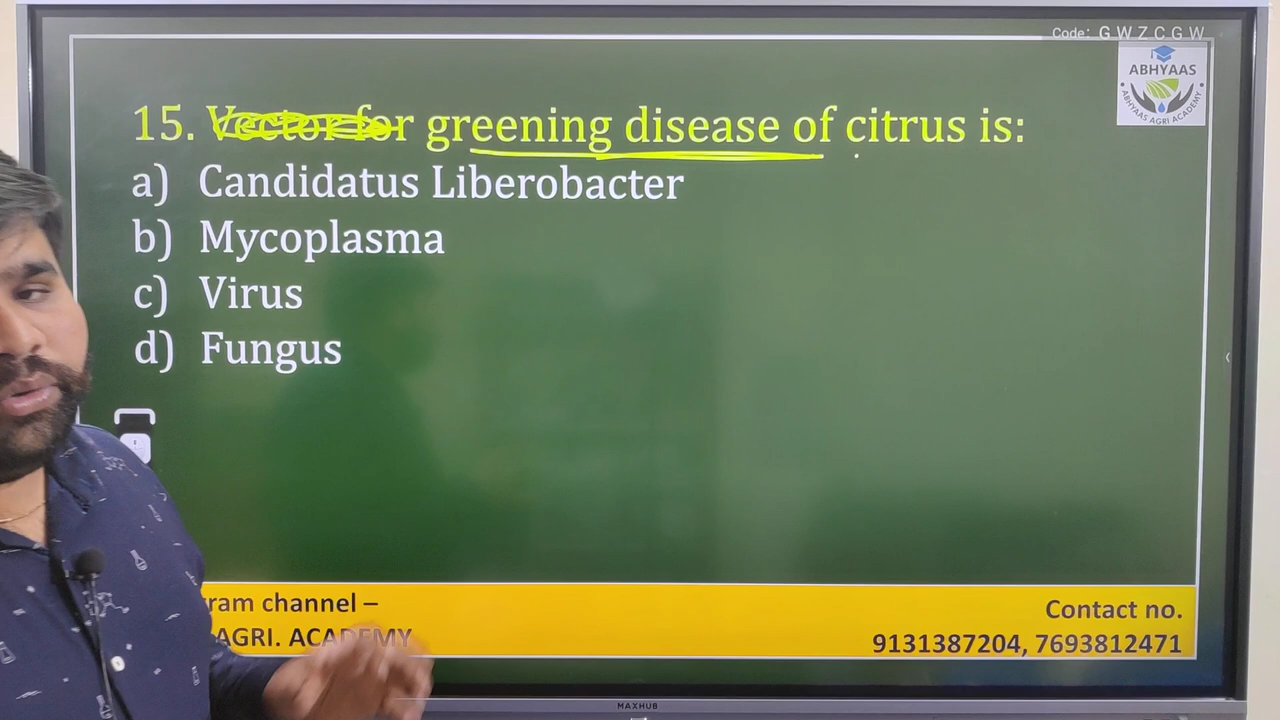 Code: G W Z C G W
ABHYAAS
ABHYAAS AGRI ACADEMY
15. Vector for greening disease of citrus is:
a) Candidatus Liberobacter
b) Mycoplasma
c) Virus
d) Fungus
ram channel –
AGRI. ACADEMY
Contact no.
9131387204, 7693812471
MAXHUB